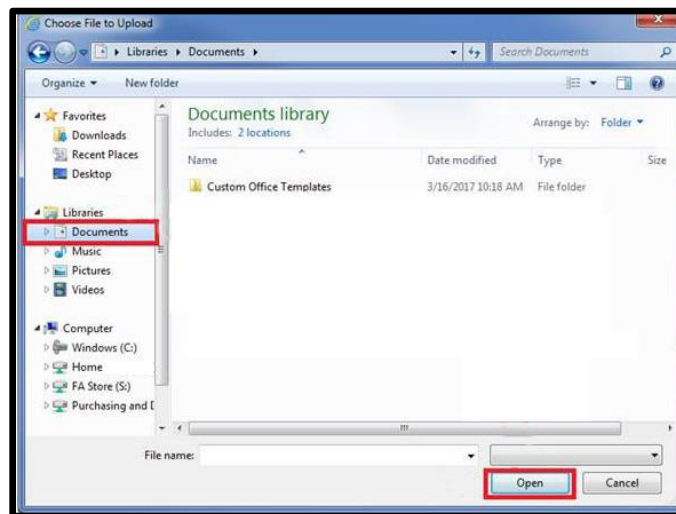 Choose File to Upload
x
Libraries Documents
Search Documents
Organize New folder
Favorites
Downloads
Recent Places
Desktop
Libraries
Documents
Music
Pictures
Videos
Computer
Windows (C:)
Home
FA Store (S:)
Purchasing and
Documents library
Includes: 2 locations
Arrange by: Folder
Name Date modified Type Size
Custom Office Templates 3/16/2017 10:18 AM File folder
File name:
Open Cancel